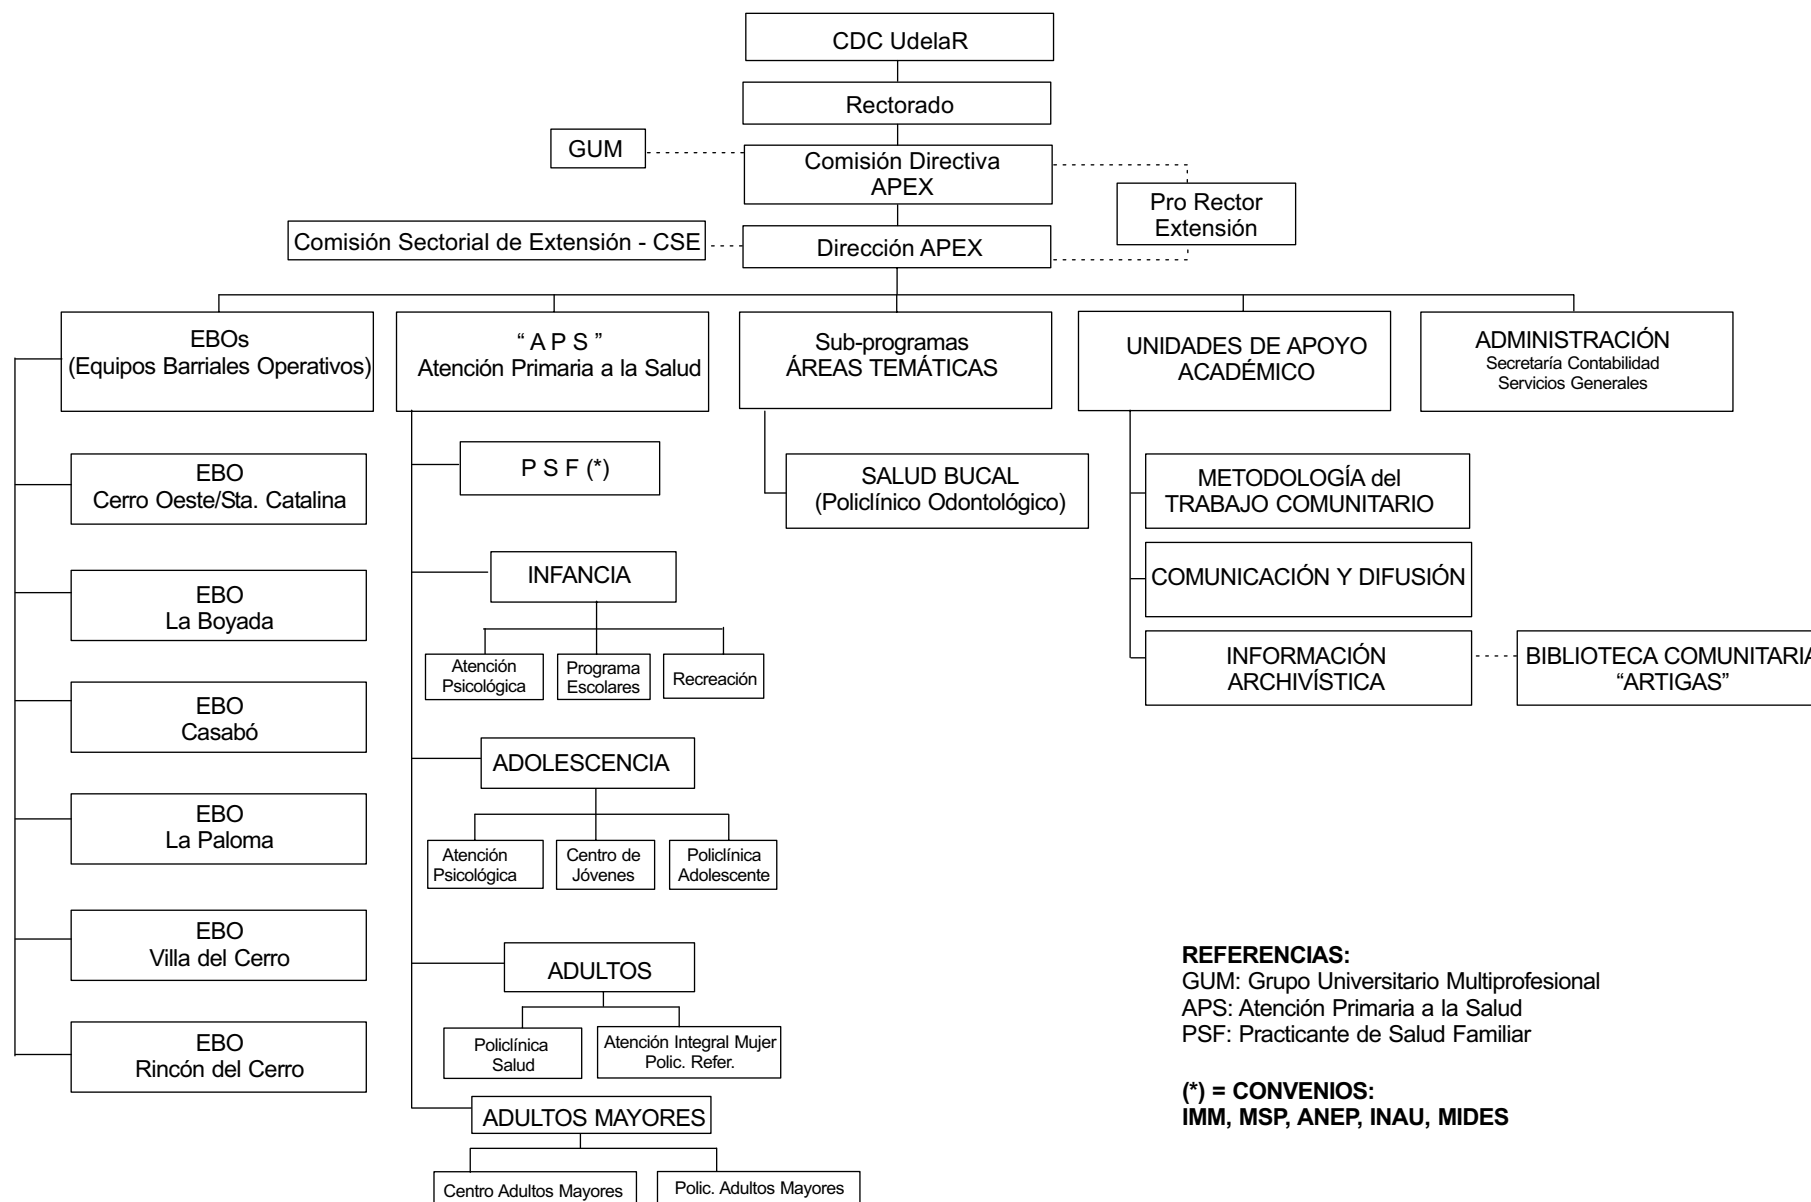 CDC UdelaR
Rectorado
GUM
Comisión Directiva
APEX
Pro Rector
Extensión
Comisión Sectorial de Extensión - CSE
Dirección APEX
EBOs
(Equipos Barriales Operativos)
“ A P S ”
Atención Primaria a la Salud
Sub-programas
ÁREAS TEMÁTICAS
UNIDADES DE APOYO
ACADÉMICO
ADMINISTRACIÓN
Secretaría Contabilidad
Servicios Generales
EBO
Cerro Oeste/Sta. Catalina
EBO
La Boyada
EBO
Casabó
EBO
La Paloma
EBO
Villa del Cerro
EBO
Rincón del Cerro
P S F (*)
INFANCIA
Atención
Psicológica
Programa
Escolares
Recreación
ADOLESCENCIA
Atención
Psicológica
Centro de
Jóvenes
Policlínica
Adolescente
ADULTOS
Policlínica
Salud
Atención Integral Mujer
Polic. Refer.
ADULTOS MAYORES
Centro Adultos Mayores
Polic. Adultos Mayores
SALUD BUCAL
(Policlínico Odontológico)
METODOLOGÍA del
TRABAJO COMUNITARIO
COMUNICACIÓN Y DIFUSIÓN
INFORMACIÓN
ARCHIVÍSTICA
BIBLIOTECA COMUNITARIA
“ARTIGAS”
REFERENCIAS:
GUM: Grupo Universitario Multiprofesional
APS: Atención Primaria a la Salud
PSF: Practicante de Salud Familiar
(*) = CONVENIOS:
IMM, MSP, ANEP, INAU, MIDES